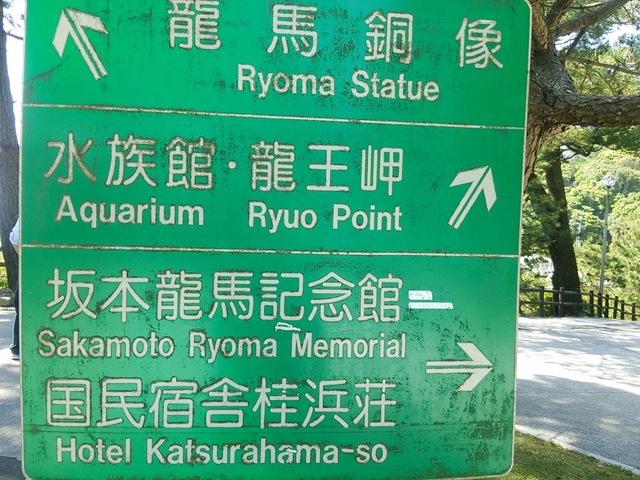 龍馬銅像
Ryoma Statue
水族館・龍王岬
Aquarium Ryuo Point
坂本龍馬記念館
Sakamoto Ryoma Memorial
国民宿舎桂浜荘
Hotel Katsurahama-so